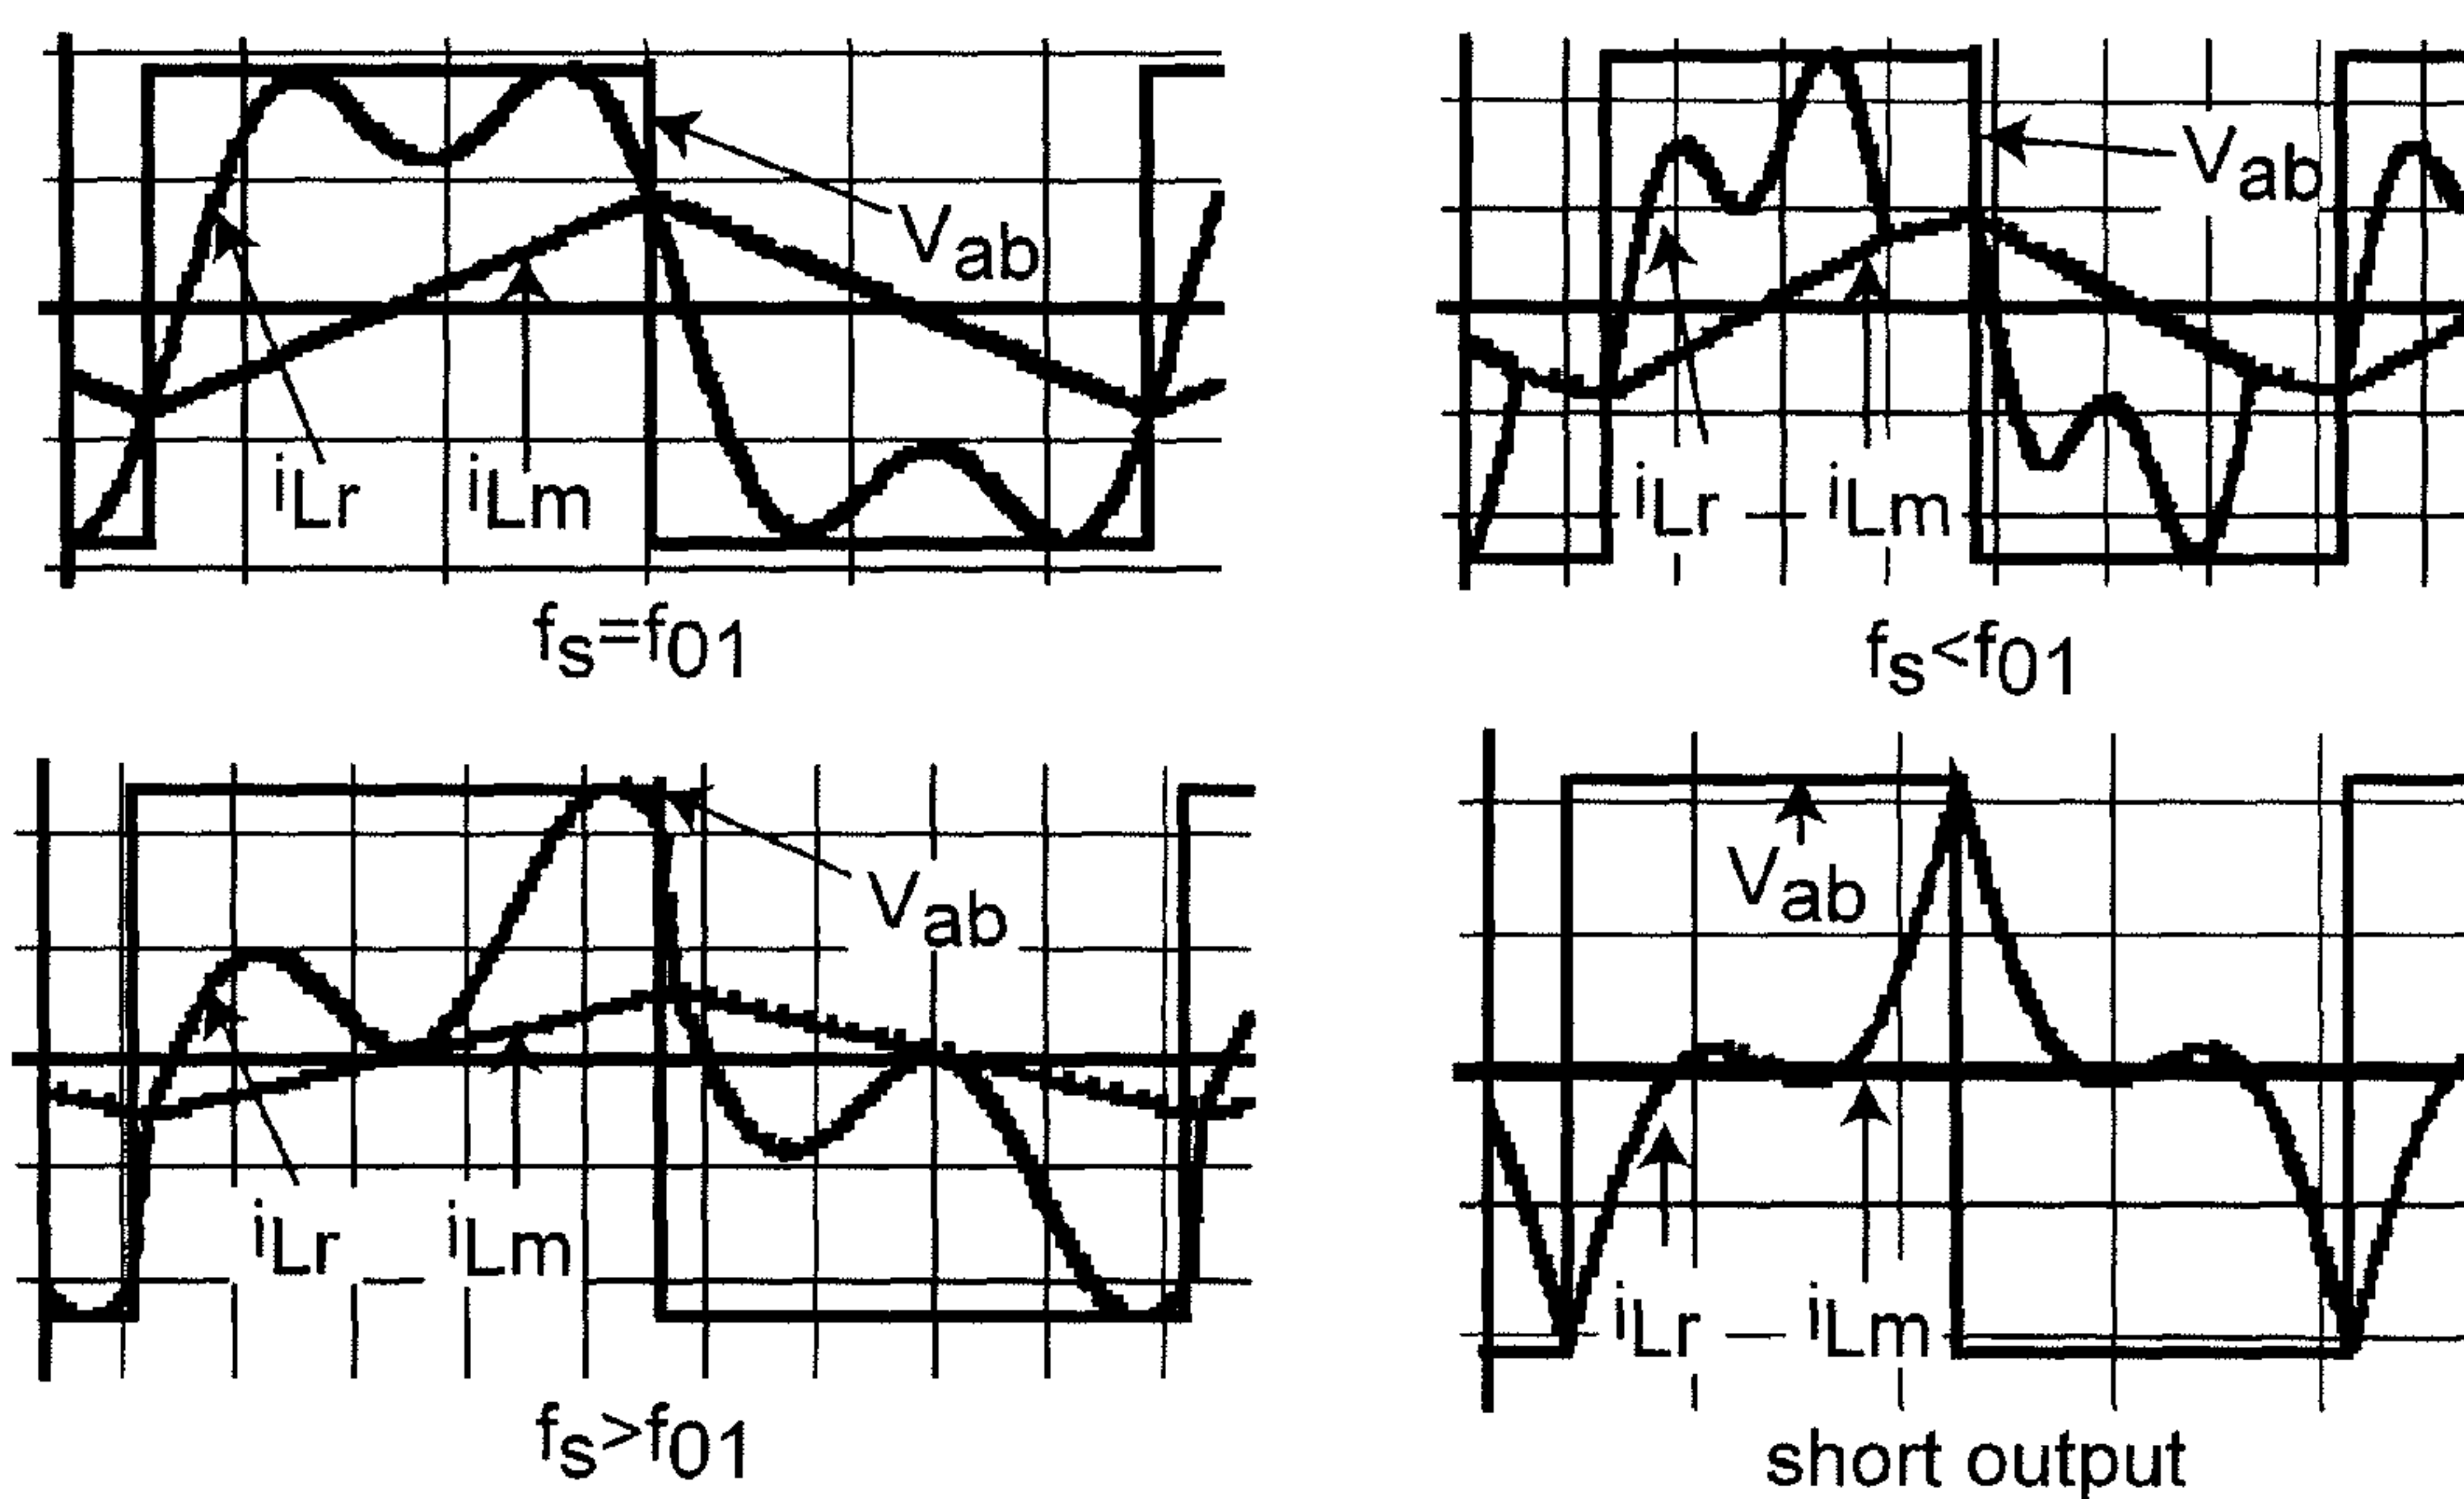 Vab
iLr iLm
fs=f01
Vab
iLr iLm
fs<f01
Vab
iLr iLm
fs>f01
Vab
iLr iLm
short output